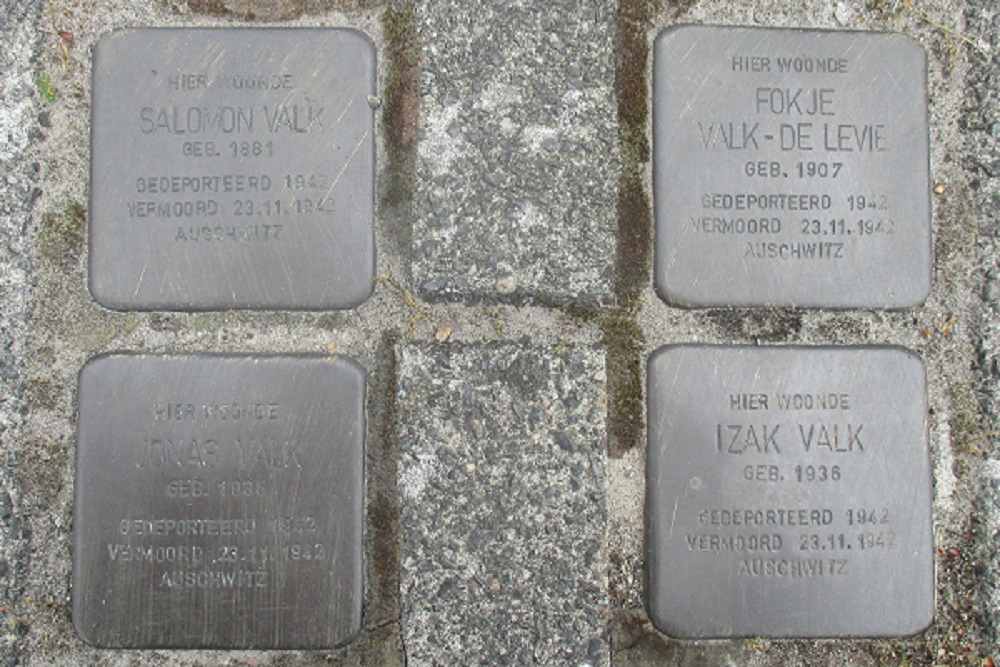 HIER WOONDE
SALOMON VALK
GEB. 1881
GEDEPORTEERD 1942
VERMOORD 23.11.1942
AUSCHWITZ
HIER WOONDE
FOKJE
VALK-DE LEVIE
GEB. 1907
GEDEPORTEERD 1942
VERMOORD 23.11.1942
AUSCHWITZ
HIER WOONDE
JONAS VALK
GEB.
GEDEPORTEERD 1942
VERMOORD 23.11.1942
AUSCHWITZ
HIER WOONDE
IZAK VALK
GEB. 1936
GEDEPORTEERD 1942
VERMOORD 23.11.1942
AUSCHWITZ